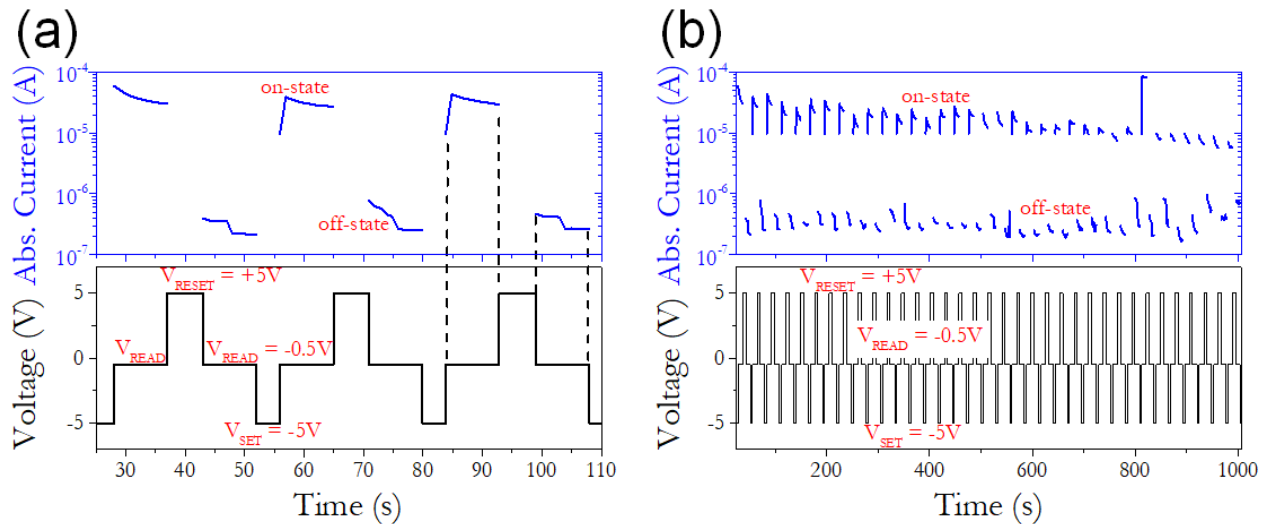 (a)
Abs. Current (A)
10⁻⁴
10⁻⁵
10⁻⁶
10⁻⁷
on-state
off-state
Voltage (V)
5
0
-5
V_RESET = +5V
V_READ
V_READ = -0.5V
V_SET = -5V
30 40 50 60 70 80 90 100 110
Time (s)
(b)
Abs. Current (A)
10⁻⁴
10⁻⁵
10⁻⁶
10⁻⁷
on-state
off-state
Voltage (V)
5
0
-5
V_RESET = +5V
V_READ = -0.5V
V_SET = -5V
200 400 600 800 1000
Time (s)